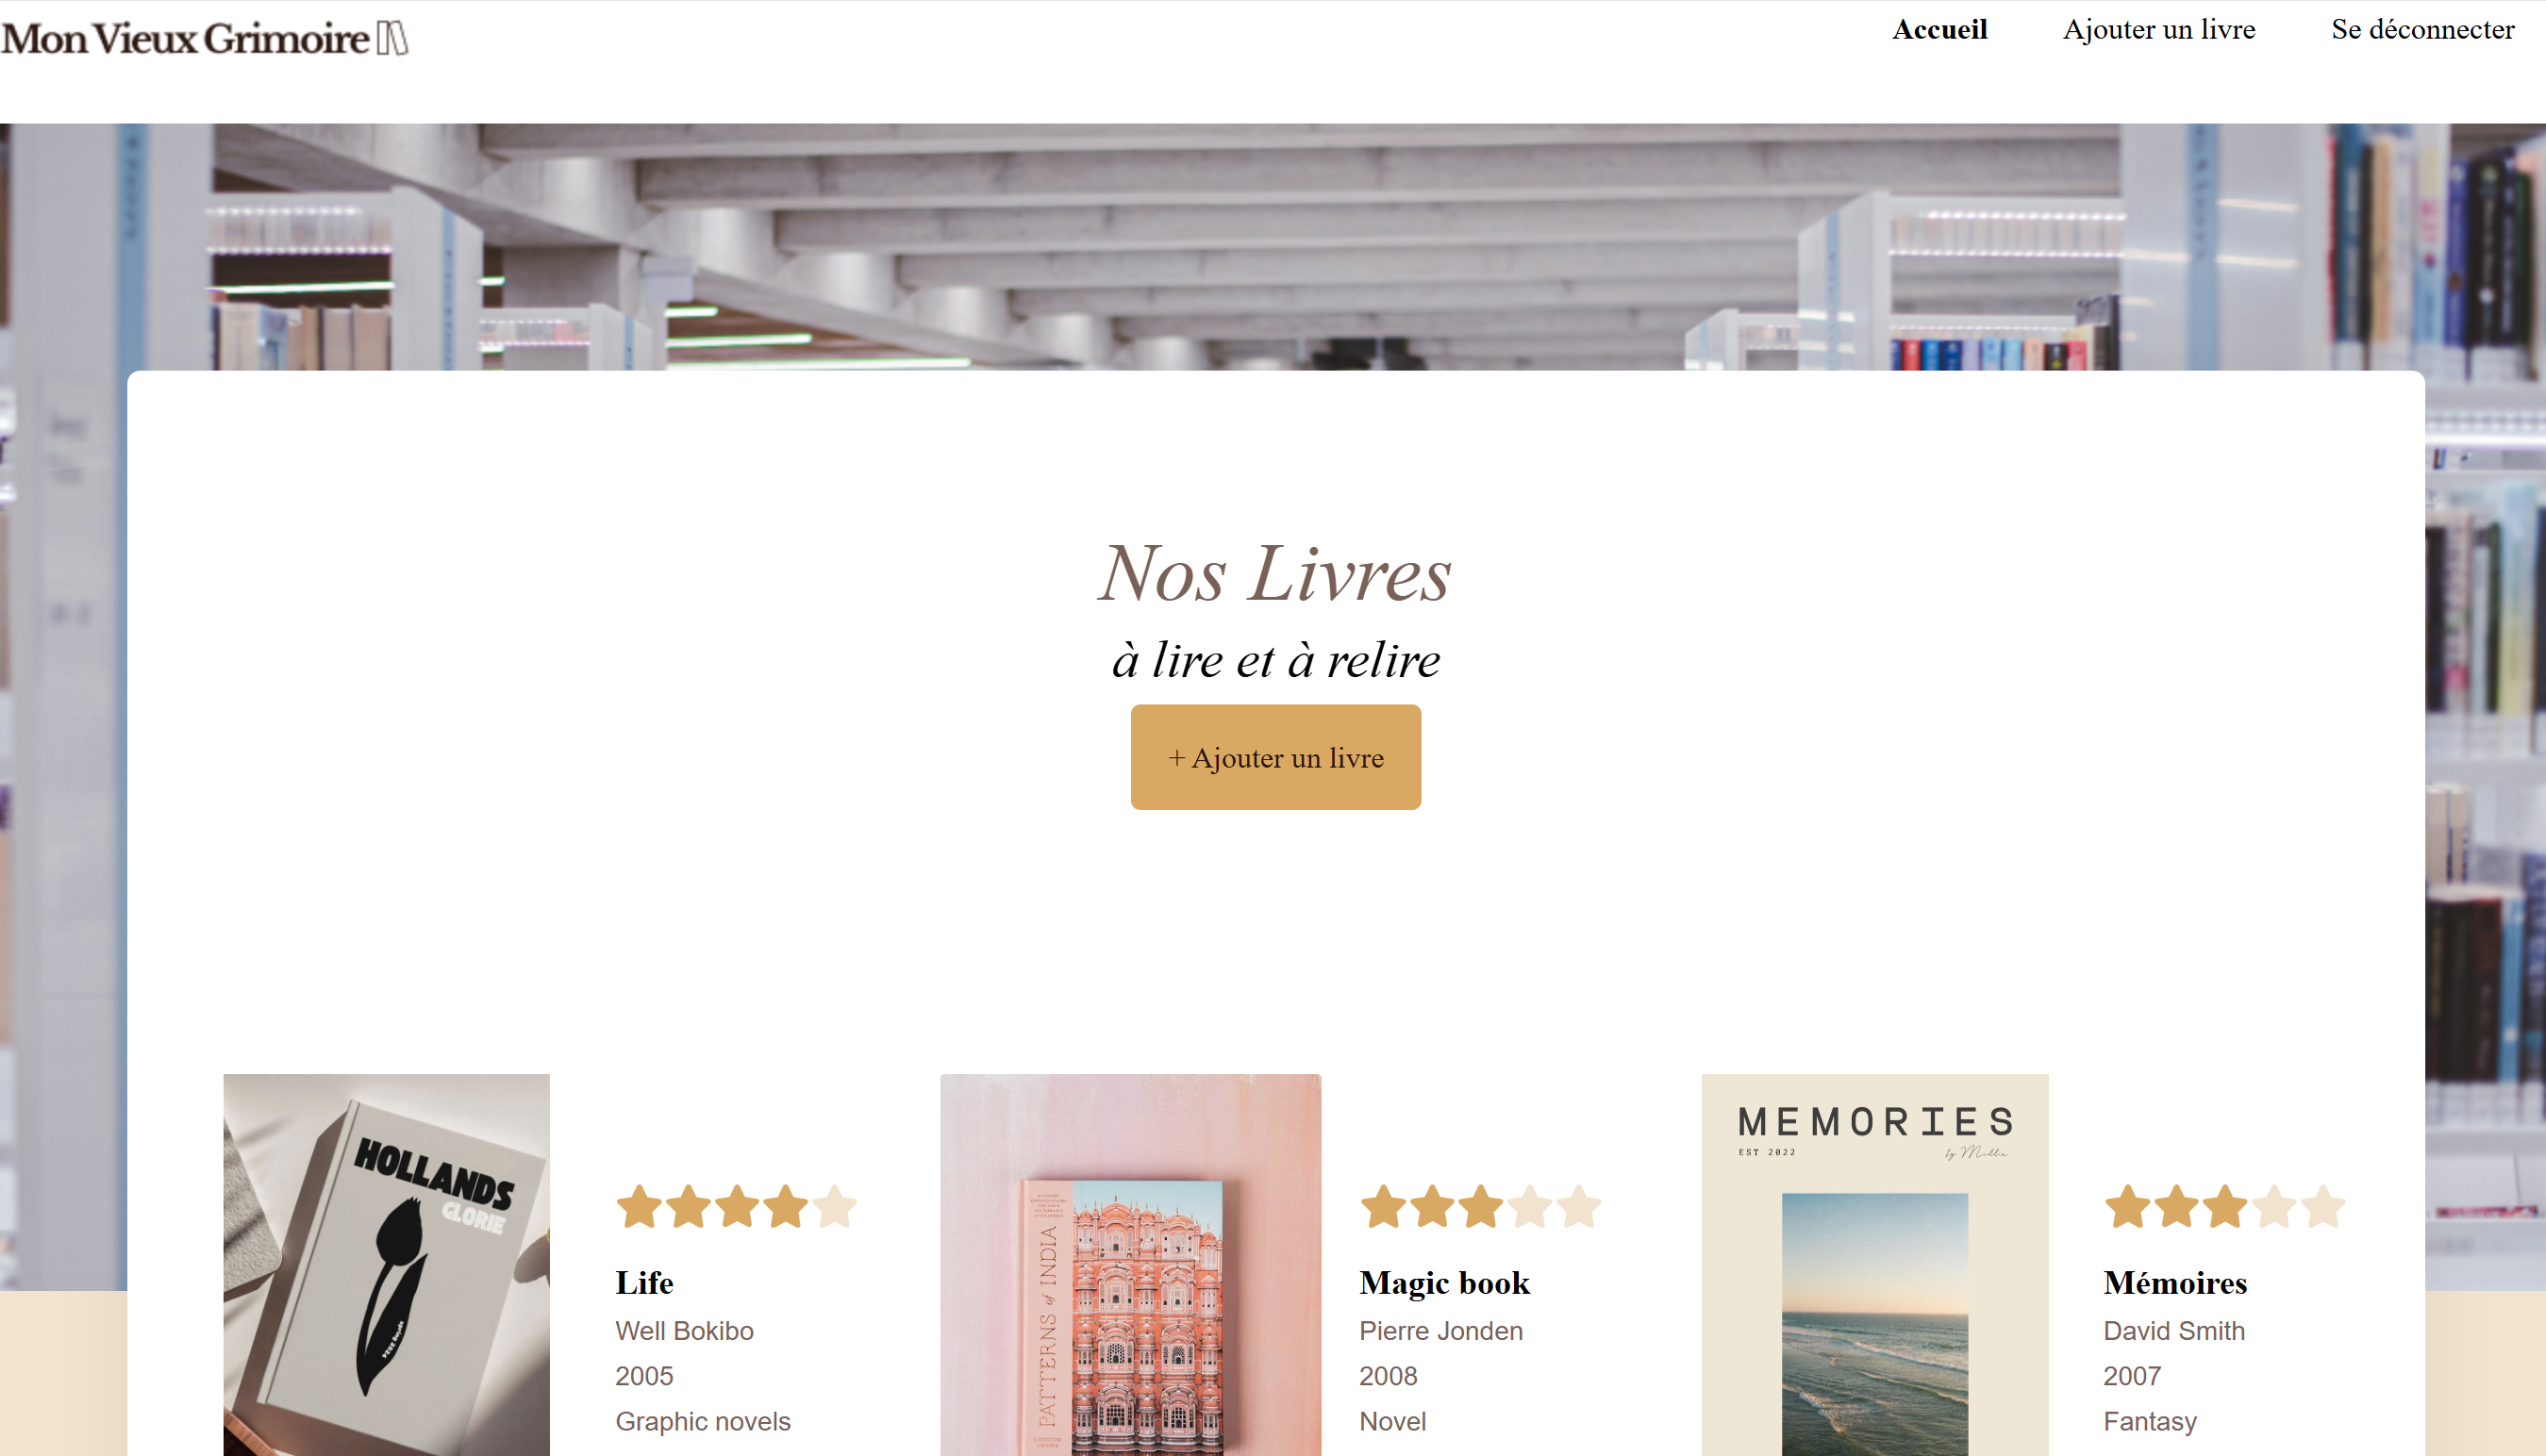 Mon Vieux Grimoire
Accueil
Ajouter un livre
Se déconnecter
Nos Livres
à lire et à relire
+ Ajouter un livre
HOLLANDS
GLORIE
Life
Well Bokibo
2005
Graphic novels
PATTERNS of INDIA
Magic book
Pierre Jonden
2008
Novel
MEMORIES
EST 2022
Mémoires
David Smith
2007
Fantasy